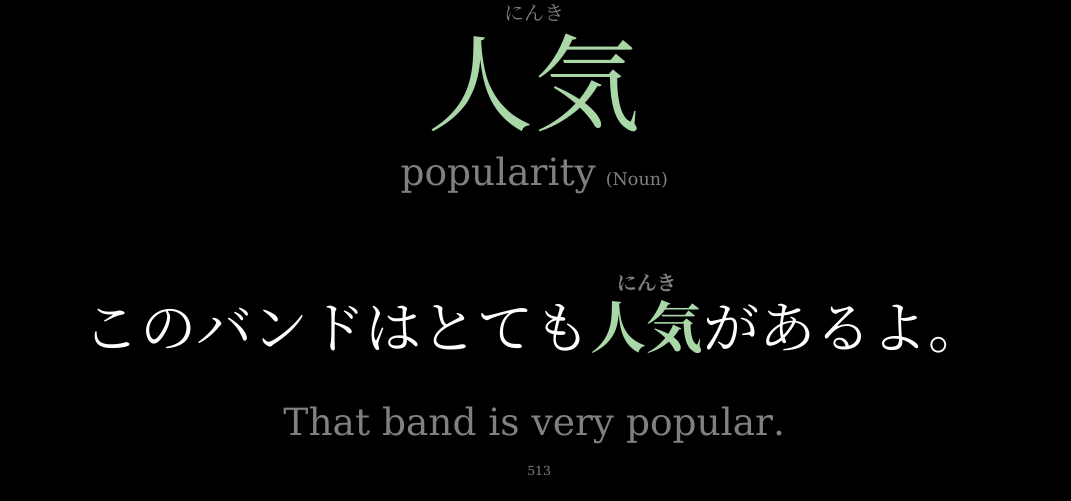 にんき
人気
popularity (Noun)
にんき
このバンドはとても人気があるよ。
That band is very popular.
513